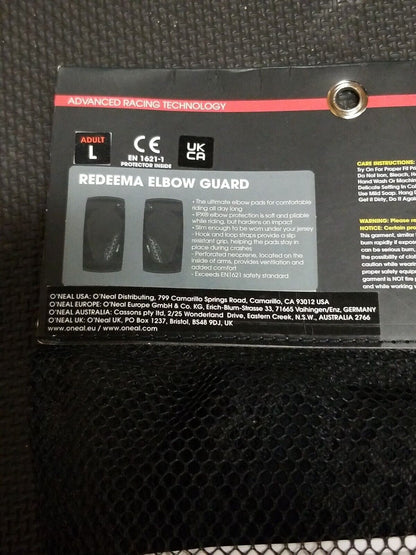 ADVANCED RACING TECHNOLOGY
ADULT
L
CE
EN 1621-1
PROTECTOR INSIDE
UK
CA
REDEEMA ELBOW GUARD
• The ultimate elbow pads for comfortable
riding all day long
• IPX® elbow protection is soft and pliable
while riding, but hardens on impact
• Slim enough to be worn under your jersey
• Hook and loop straps provide a slip
resistant grip, helping the pads stay in
place during crashes
• Perforated neoprene, located on the
inside of arms, provides ventilation and
added comfort
• Exceeds EN1621 safety standard
O'NEAL USA: O'Neal Distributing, 799 Camarillo Springs Road, Camarillo, CA 93012 USA
O'NEAL EUROPE: O'Neal Europe GmbH & Co. KG, Erich-Blum-Strasse 33, 71665 Vaihingen/Enz, GERMANY
O'NEAL AUSTRALIA: Cassons pty ltd, 2/25 Wonderland Drive, Eastern Creek, N.S.W., AUSTRALIA 2766
O'NEAL UK: O'Neal UK, PO Box 1237, Bristol, BS48 9DJ, UK
www.oneal.eu / www.oneal.com
CARE INSTRUCTIONS:
Try On For Proper Fit
Do Not Iron, Bleach,
Hand Wash Or Machine
Delicate Setting In
Use Mild Soap. Hang
Get It Dirty, Do It Again
WARNING: Please
NOTICE: Certain
This garment, similar
burn rapidly if
can be serious
possible of the
caution while
proper safety
garment is not fire
and while working